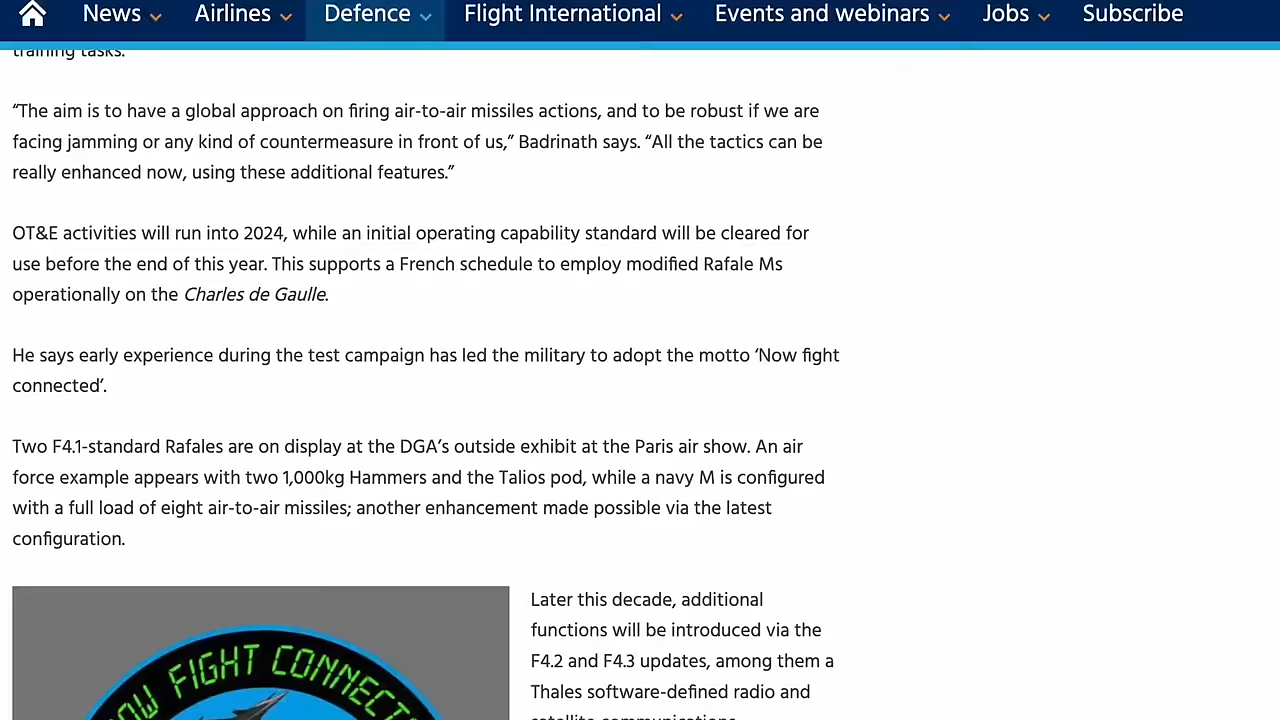 News
Airlines
Defence
Flight International
Events and webinars
Jobs
Subscribe
training tasks.
“The aim is to have a global approach on firing air-to-air missiles actions, and to be robust if we are
facing jamming or any kind of countermeasure in front of us,” Badrinath says. “All the tactics can be
really enhanced now, using these additional features.”
OT&E activities will run into 2024, while an initial operating capability standard will be cleared for
use before the end of this year. This supports a French schedule to employ modified Rafale Ms
operationally on the Charles de Gaulle.
He says early experience during the test campaign has led the military to adopt the motto ‘Now fight
connected’.
Two F4.1-standard Rafales are on display at the DGA’s outside exhibit at the Paris air show. An air
force example appears with two 1,000kg Hammers and the Talios pod, while a navy M is configured
with a full load of eight air-to-air missiles; another enhancement made possible via the latest
configuration.
NOW FIGHT CONNECT
Later this decade, additional
functions will be introduced via the
F4.2 and F4.3 updates, among them a
Thales software-defined radio and
satellite communications